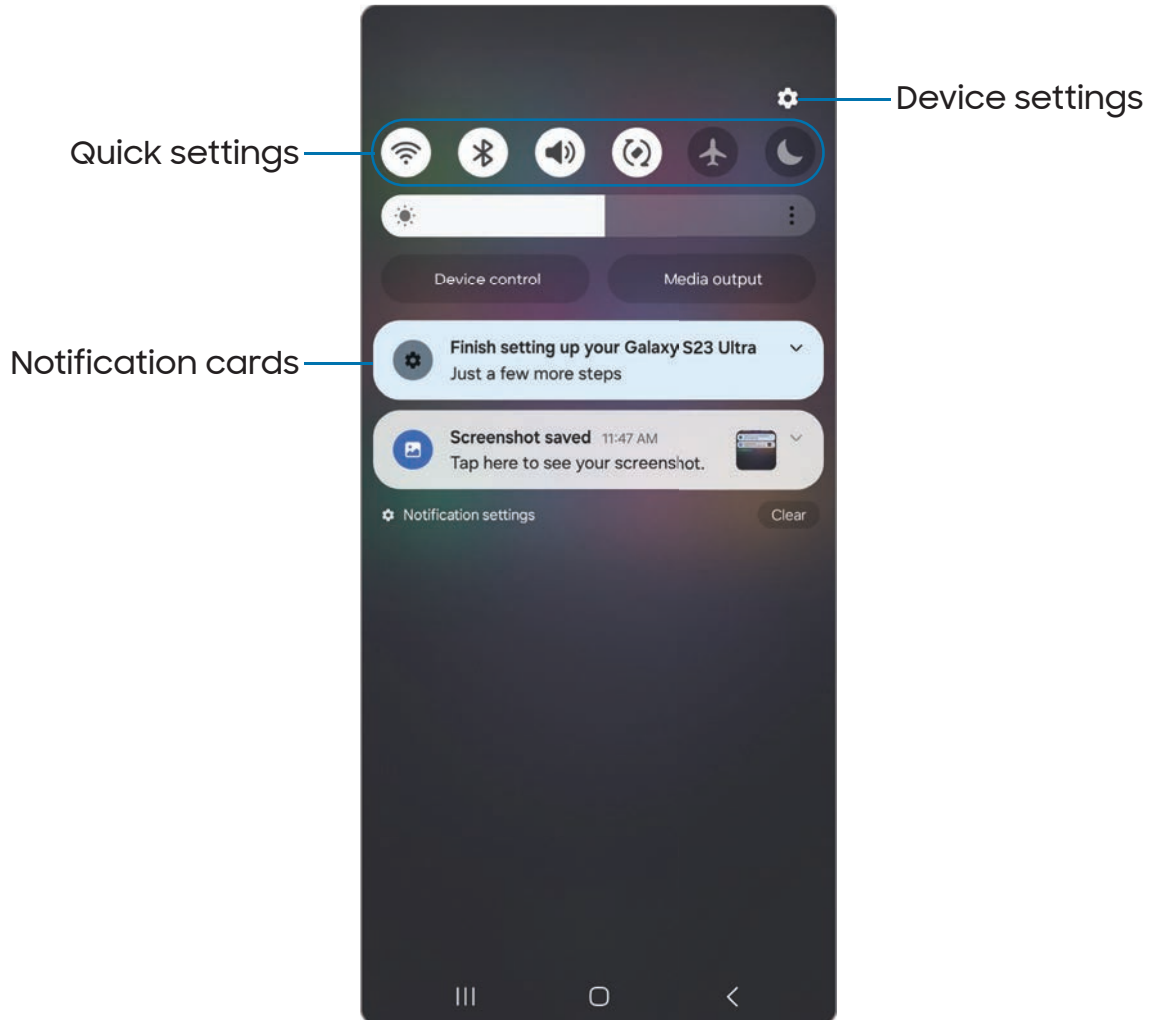 Device settings
Quick settings
Device control
Media output
Notification cards
Finish setting up your Galaxy S23 Ultra
Just a few more steps
Screenshot saved 11:47 AM
Tap here to see your screenshot.
Notification settings
Clear